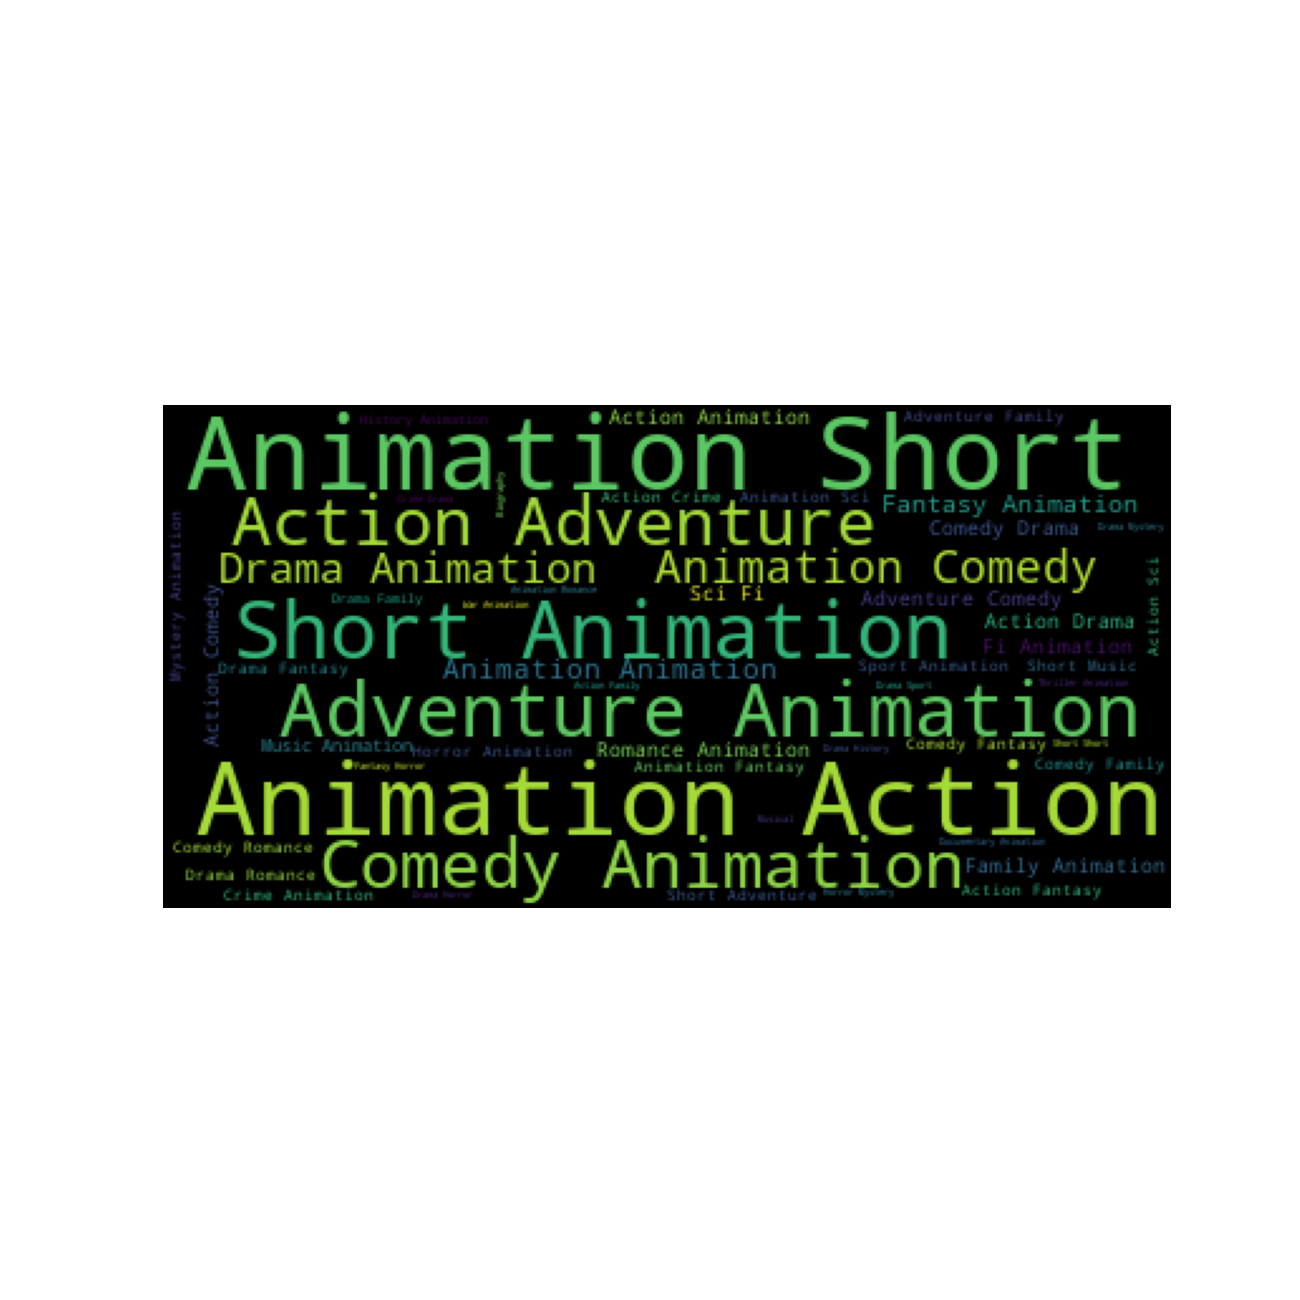 History Animation Action Animation Adventure Family
Animation Short
Biography
Crime Drama Action Crime Animation Sci Fantasy Animation
Action Adventure Comedy Drama Drama Mystery
Mystery Animation
Drama Animation Animation Comedy
Action Sci
Animation Romance Sci Fi
Drama Family War Animation Adventure Comedy
Action Comedy
Short Animation Action Drama
Fi Animation
Drama Fantasy Animation Animation Sport Animation Short Music
Action Family Drama Sport Thriller Animation
Adventure Animation
Music Animation Horror Animation Romance Animation Drama History Comedy Fantasy Short Short
Fantasy Horror Animation Fantasy Comedy Family
Animation Action
Musical
Comedy Romance Documentary Animation
Comedy Animation Family Animation
Drama Romance
Crime Animation Drama Horror Short Adventure Horror Mystery Action Fantasy